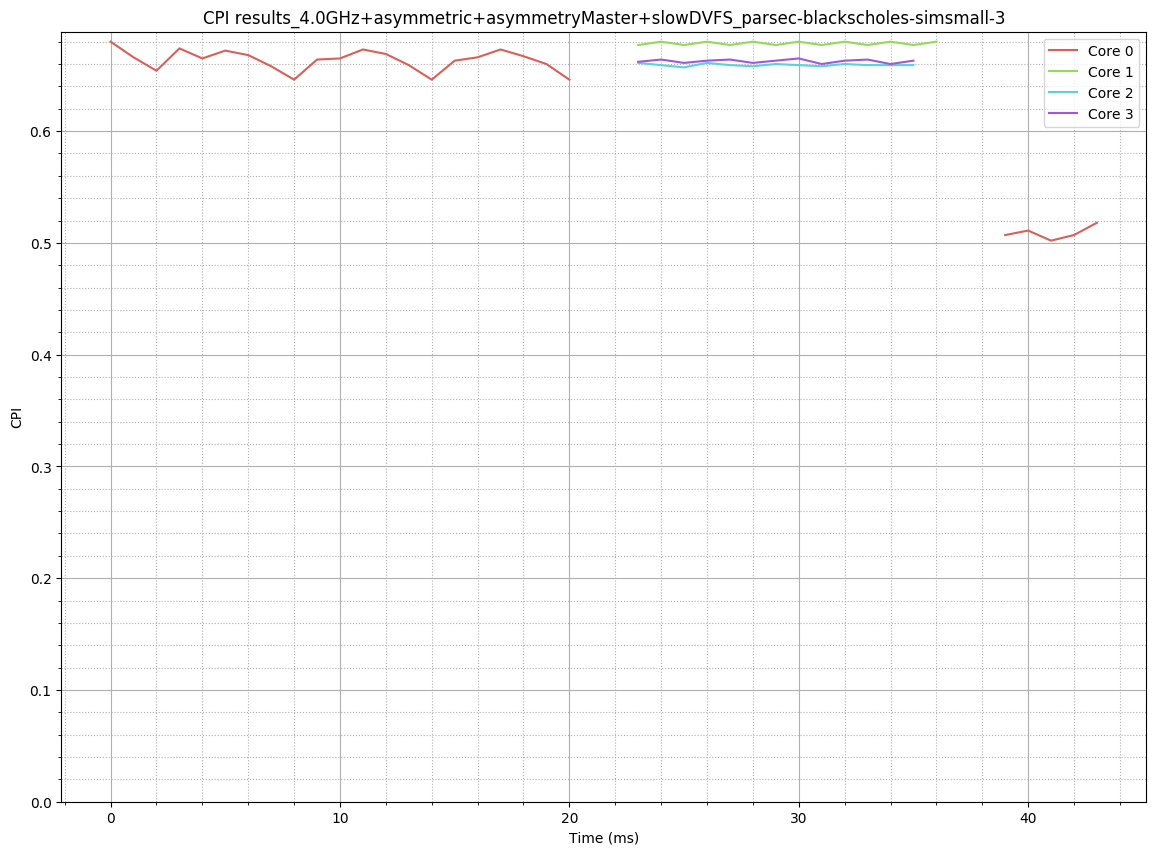 CPI results_4.0GHz+asymmetric+asymmetryMaster+slowDVFS_parsec-blackscholes-simsmall-3
Core 0
Core 1
Core 2
Core 3
0.6
0.5
0.4
0.3
0.2
0.1
0.0
CPI
0 10 20 30 40
Time (ms)